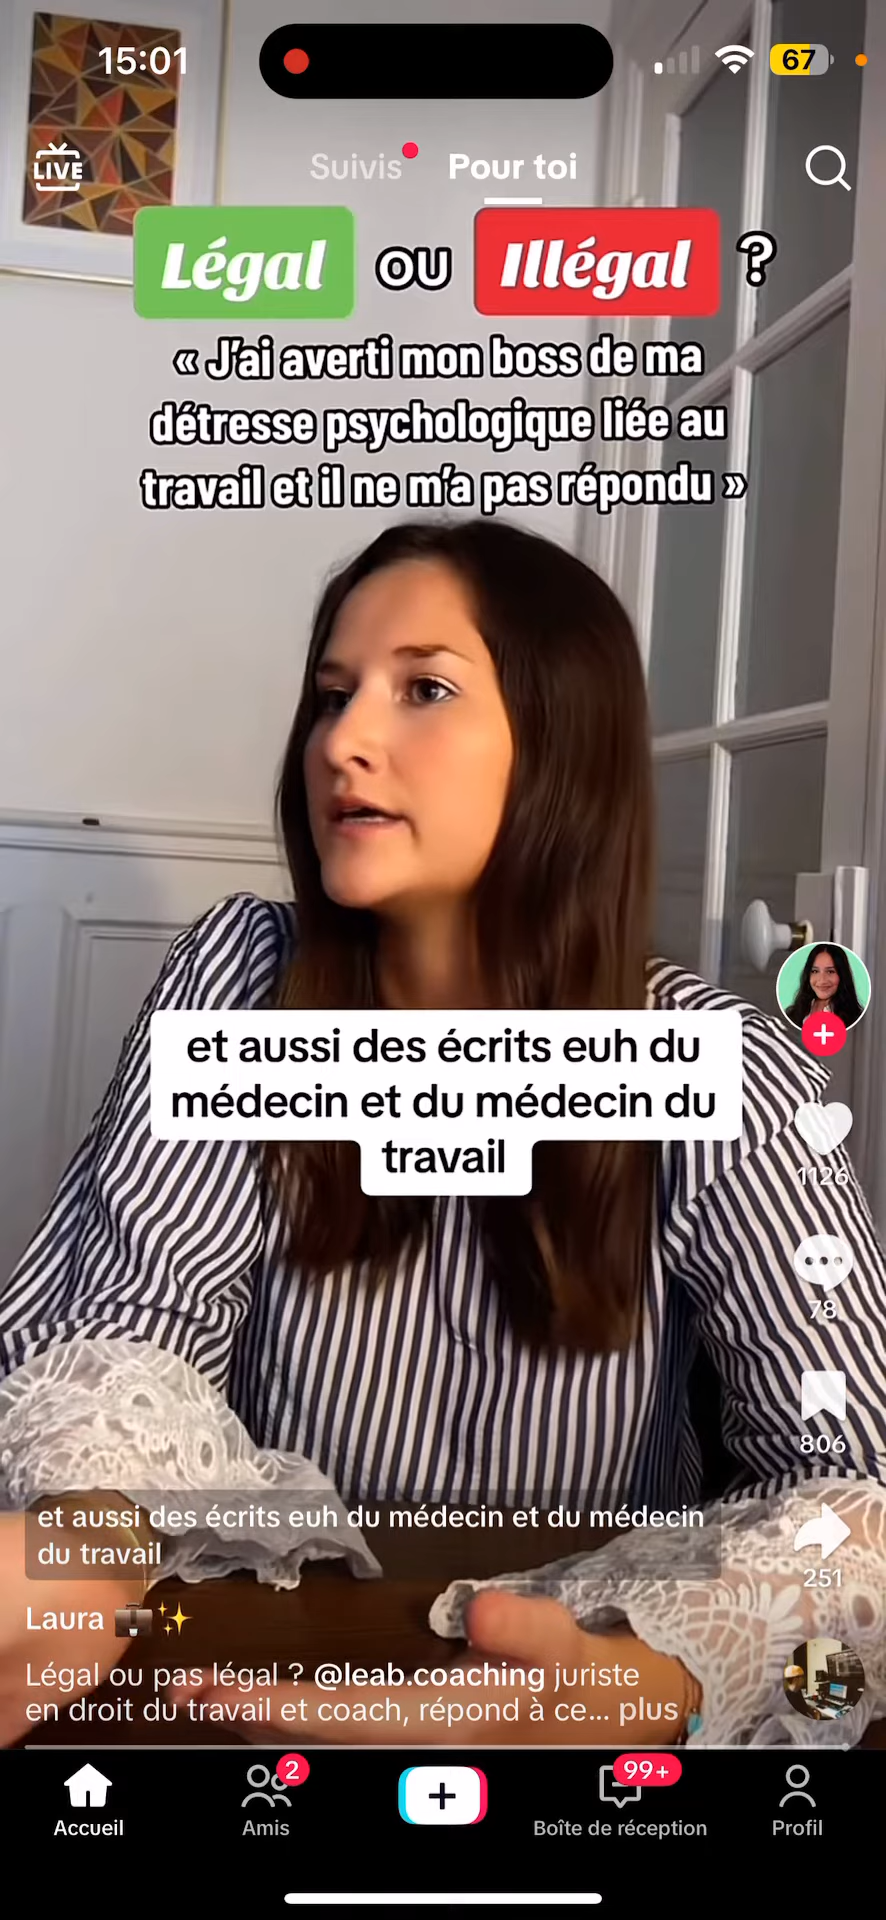 15:01
67
LIVE
Suivis
Pour toi
Légal OU Illégal ?
« J'ai averti mon boss de ma
détresse psychologique liée au
travail et il ne m'a pas répondu »
et aussi des écrits euh du
médecin et du médecin du
travail
1126
78
806
251
et aussi des écrits euh du médecin et du médecin
du travail
Laura
Légal ou pas légal ? @leab.coaching juriste
en droit du travail et coach, répond à ce... plus
2
99+
Accueil
Amis
Boîte de réception
Profil